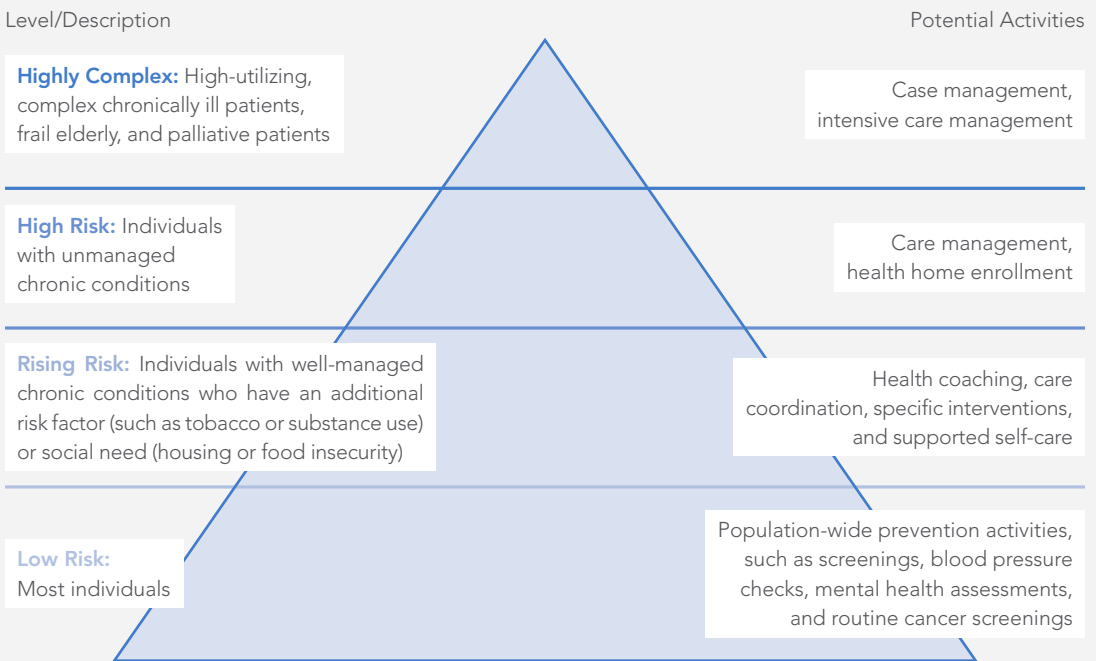 Level/Description
Potential Activities
Highly Complex: High-utilizing,
complex chronically ill patients,
frail elderly, and palliative patients
Case management,
intensive care management
High Risk: Individuals
with unmanaged
chronic conditions
Care management,
health home enrollment
Rising Risk: Individuals with well-managed
chronic conditions who have an additional
risk factor (such as tobacco or substance use)
or social need (housing or food insecurity)
Health coaching, care
coordination, specific interventions,
and supported self-care
Low Risk:
Most individuals
Population-wide prevention activities,
such as screenings, blood pressure
checks, mental health assessments,
and routine cancer screenings